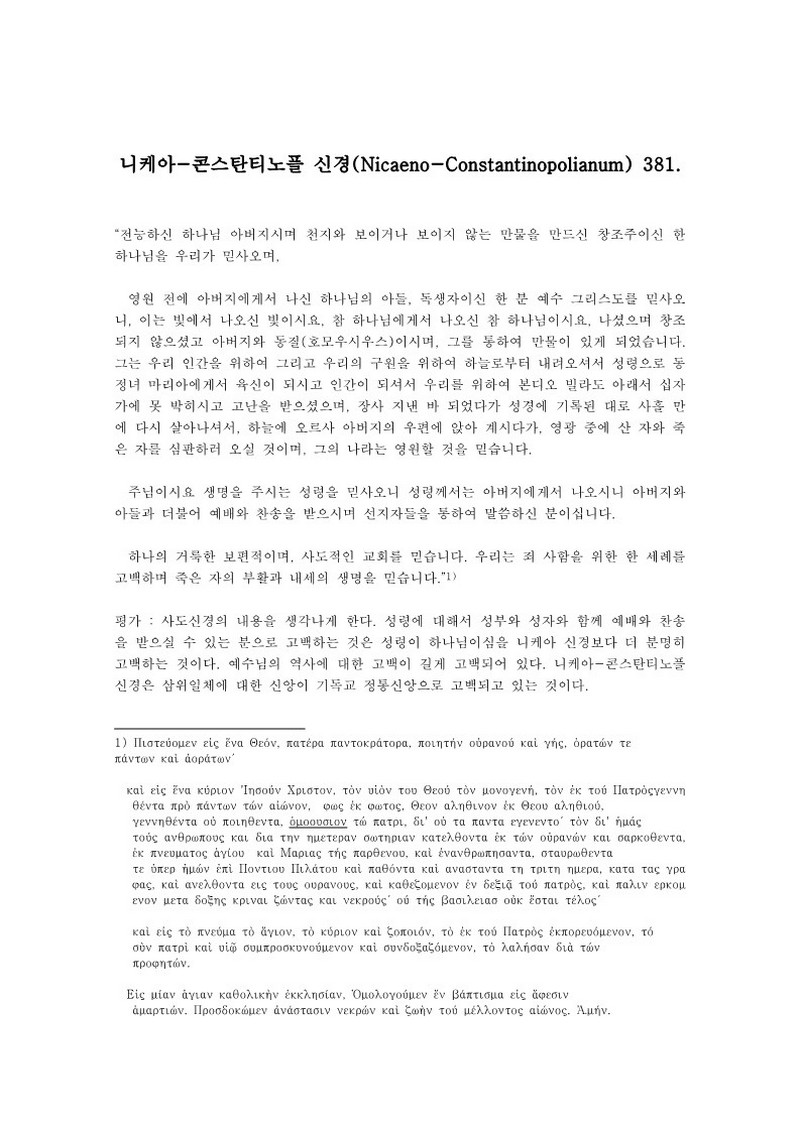 니케아-콘스탄티노플 신경(Nicaeno-Constantinopolianum) 381.
“전능하신 하나님 아버지시며 천지와 보이거나 보이지 않는 만물을 만드신 창조주이신 한
하나님을 우리가 믿사오며,
영원 전에 아버지에게서 나신 하나님의 아들, 독생자이신 한 분 예수 그리스도를 믿사오
니, 이는 빛에서 나오신 빛이시요, 참 하나님에게서 나오신 참 하나님이시요, 나셨으며 창조
되지 않으셨고 아버지와 동질(호모우시우스)이시며, 그를 통하여 만물이 있게 되었습니다.
그는 우리 인간을 위하여 그리고 우리의 구원을 위하여 하늘로부터 내려오셔서 성령으로 동
정녀 마리아에게서 육신이 되시고 인간이 되셔서 우리를 위하여 본디오 빌라도 아래서 십자
가에 못 박히시고 고난을 받으셨으며, 장사 지낸 바 되었다가 성경에 기록된 대로 사흘 만
에 다시 살아나셔서, 하늘에 오르사 아버지의 우편에 앉아 계시다가, 영광 중에 산 자와 죽
은 자를 심판하러 오실 것이며, 그의 나라는 영원할 것을 믿습니다.
주님이시요 생명을 주시는 성령을 믿사오니 성령께서는 아버지에게서 나오시니 아버지와
아들과 더불어 예배와 찬송을 받으시며 선지자들을 통하여 말씀하신 분이십니다.
하나의 거룩한 보편적이며, 사도적인 교회를 믿습니다. 우리는 죄 사함을 위한 한 세례를
고백하며 죽은 자의 부활과 내세의 생명을 믿습니다.”1)
평가 : 사도신경의 내용을 생각나게 한다. 성령에 대해서 성부와 성자와 함께 예배와 찬송
을 받으실 수 있는 분으로 고백하는 것은 성령이 하나님이심을 니케아 신경보다 더 분명히
고백하는 것이다. 예수님의 역사에 대한 고백이 길게 고백되어 있다. 니케아-콘스탄티노플
신경은 삼위일체에 대한 신앙이 기독교 정통신앙으로 고백되고 있는 것이다.
1) Πιστεύομεν εἰς ἕνα Θεόν, πατέρα παντοκράτορα, ποιητήν οὐρανού καὶ γής, ὁρατών τε
πάντων καὶ ἀοράτων´
καὶ εἰς ἕνα κύριον Ἰησούν Χριστον, τὸν υἱόν του Θεού τὸν μονογενή, τὸν ἐκ τού Πατρὸςγεννη
θέντα πρὸ πάντων τών αἰώνον, φως ἐκ φωτος, Θεον αληθινον ἐκ Θεου αληθιού,
γεννηθέντα οὐ ποιηθεντα, ὁμοουσιον τώ πατρι, δι' οὐ τα παντα εγενεντο´ τὸν δι' ἡμάς
τούς ανθρωπους και δια την ημετεραν σωτηριαν κατελθοντα ἐκ τών οὐρανών και σαρκοθεντα,
ἐκ πνευματος ἁγίου καὶ Μαριας τής παρθενου, καὶ ἐνανθρωπησαντα, σταυρωθεντα
τε ὑπερ ἡμών ἐπὶ Ποντιου Πιλάτου καὶ παθόντα καὶ αναστaντα τη τριτη ημερα, κατα τας γρα
φας, καὶ ανελθοντα εις τους ουρανους, καὶ καθεζομενον ἐν δεξιᾷ τού πατρὸς, καὶ παλιν ερκομ
ενον μετα δοξης κριναι ζώντας και νεκρούς´ οὐ τής βασιλειασ οὐκ ἔσται τέλος´
καὶ εἰς τὸ πνεύμα τὸ ἅγιον, τὸ κύριον καὶ ζοποιόν, τὸ ἐκ τού Πατρὸς ἐκπορευόμενον, τό
σὺν πατρὶ καὶ υἱῷ συμπροσκυνούμενον καὶ συνδοξαζόμενον, τὸ λαλήσαν διὰ τών
προφητών.
Εἰς μίαν ἁγιαν καθολικὴν ἐκκλησίαν, Ὁμολογούμεν ἕν βάπτισμα εἰς ἄφεσιν
ἁμαρτιών. Προσδοκώμεν ἀνάστασιν νεκρών καὶ ζωὴν τού μέλλοντος αἰώνος, Ἀμήν.